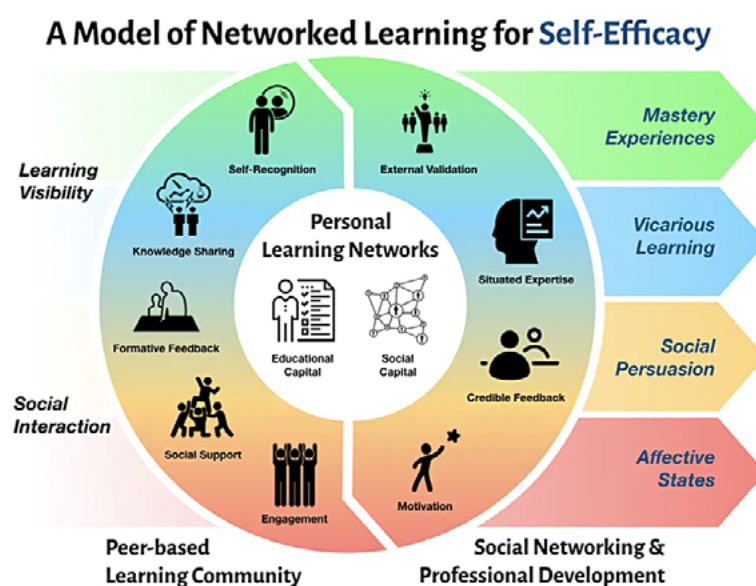 A Model of Networked Learning for Self-Efficacy
Learning
Visibility
Social
Interaction
Self-Recognition
Knowledge Sharing
Formative Feedback
Social Support
Engagement
Personal
Learning Networks
Educational
Capital
Social
Capital
External Validation
Situated Expertise
Credible Feedback
Motivation
Mastery
Experiences
Vicarious
Learning
Social
Persuasion
Affective
States
Peer-based
Learning Community
Social Networking &
Professional Development